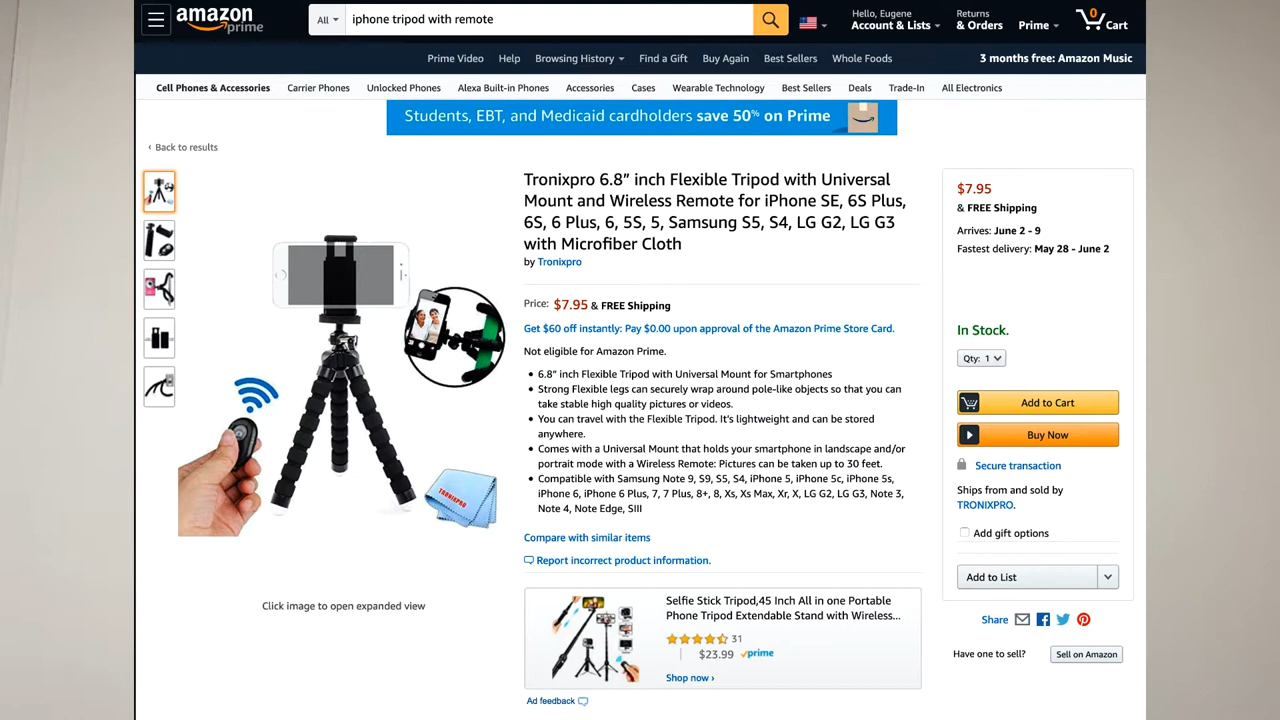 amazon
prime
All
iphone tripod with remote
Hello, Eugene
Account & Lists
Returns
& Orders
Prime
0
Cart
Prime Video
Help
Browsing History
Find a Gift
Buy Again
Best Sellers
Whole Foods
3 months free: Amazon Music
Cell Phones & Accessories
Carrier Phones
Unlocked Phones
Alexa Built-in Phones
Accessories
Cases
Wearable Technology
Best Sellers
Deals
Trade-In
All Electronics
Students, EBT, and Medicaid cardholders save 50% on Prime
‹ Back to results
TRONIXPRO
Click image to open expanded view
Tronixpro 6.8” inch Flexible Tripod with Universal
Mount and Wireless Remote for iPhone SE, 6S Plus,
6S, 6 Plus, 6, 5S, 5, Samsung S5, S4, LG G2, LG G3
with Microfiber Cloth
by Tronixpro
Price: $7.95 & FREE Shipping
Get $60 off instantly: Pay $0.00 upon approval of the Amazon Prime Store Card.
Not eligible for Amazon Prime.
• 6.8” inch Flexible Tripod with Universal Mount for Smartphones
• Strong Flexible legs can securely wrap around pole-like objects so that you can
take stable high quality pictures or videos.
• You can travel with the Flexible Tripod. It’s lightweight and can be stored
anywhere.
• Comes with a Universal Mount that holds your smartphone in landscape and/or
portrait mode with a Wireless Remote: Pictures can be taken up to 30 feet.
• Compatible with Samsung Note 9, S9, S5, S4, iPhone 5, iPhone 5c, iPhone 5s,
iPhone 6, iPhone 6 Plus, 7, 7 Plus, 8+, 8, Xs, Xs Max, Xr, X, LG G2, LG G3, Note 3,
Note 4, Note Edge, SIII
Compare with similar items
Report incorrect product information.
Selfie Stick Tripod,45 Inch All in one Portable
Phone Tripod Extendable Stand with Wireless...
31
$23.99 prime
Shop now ›
Ad feedback
$7.95
& FREE Shipping
Arrives: June 2 - 9
Fastest delivery: May 28 - June 2
In Stock.
Qty: 1
Add to Cart
Buy Now
Secure transaction
Ships from and sold by
TRONIXPRO.
Add gift options
Add to List
Share
Have one to sell?
Sell on Amazon